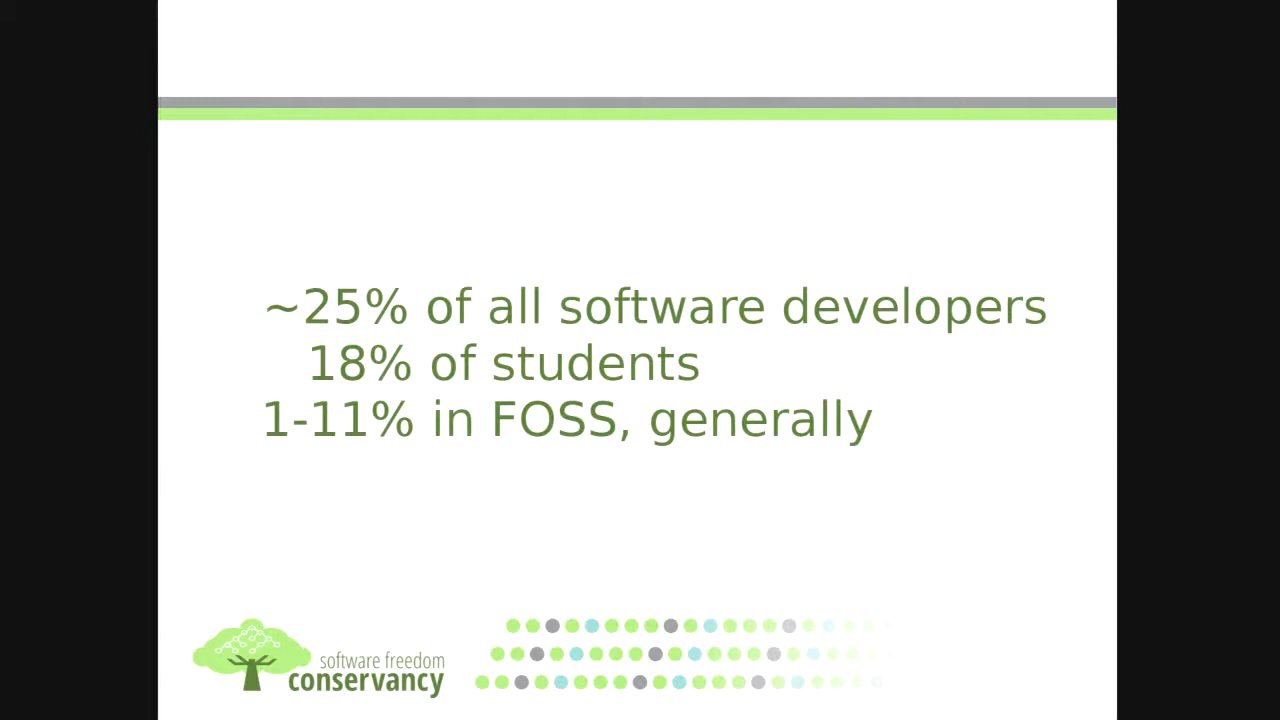 ~25% of all software developers
18% of students
1-11% in FOSS, generally
software freedom
conservancy